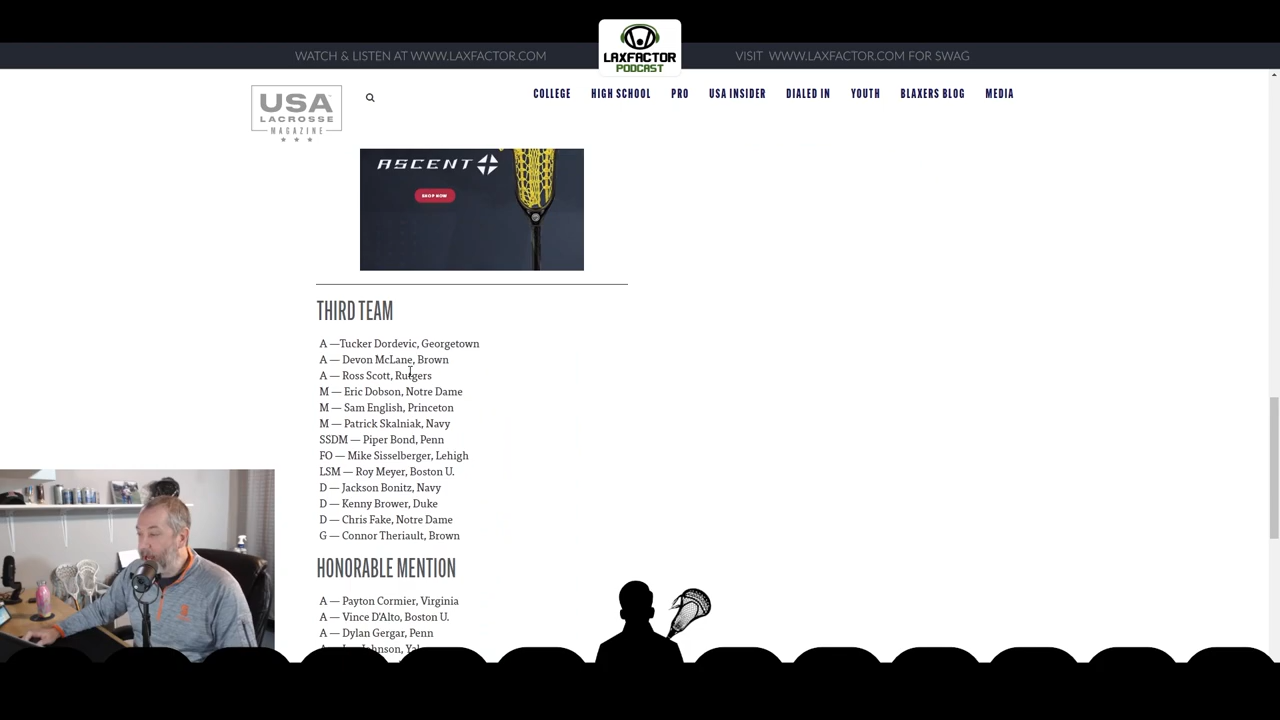 WATCH & LISTEN AT WWW.LAXFACTOR.COM
LAXFACTOR
PODCAST
VISIT WWW.LAXFACTOR.COM FOR SWAG
USA
LACROSSE
MAGAZINE
COLLEGE HIGH SCHOOL PRO USA INSIDER DIALED IN YOUTH BLAXERS BLOG MEDIA
ASCENT
SHOP NOW
THIRD TEAM
A —Tucker Dordevic, Georgetown
A — Devon McLane, Brown
A — Ross Scott, Rutgers
M — Eric Dobson, Notre Dame
M — Sam English, Princeton
M — Patrick Skalniak, Navy
SSDM — Piper Bond, Penn
FO — Mike Sisselberger, Lehigh
LSM — Roy Meyer, Boston U.
D — Jackson Bonitz, Navy
D — Kenny Brower, Duke
D — Chris Fake, Notre Dame
G — Connor Theriault, Brown
HONORABLE MENTION
A — Payton Cormier, Virginia
A — Vince D'Alto, Boston U.
A — Dylan Gergar, Penn
Johnson,